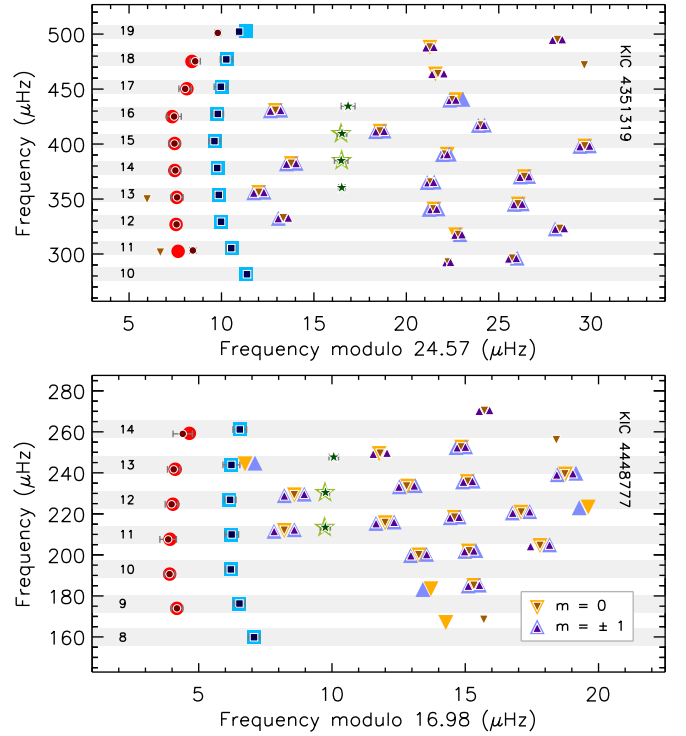 500
450
400
350
300
Frequency (μHz)
19
18
17
16
15
14
13
12
11
10
KIC 4351319
5 10 15 20 25 30
Frequency modulo 24.57 (μHz)
280
260
240
220
200
180
160
Frequency (μHz)
14
13
12
11
10
9
8
KIC 4448777
m = 0
m = ± 1
5 10 15 20
Frequency modulo 16.98 (μHz)